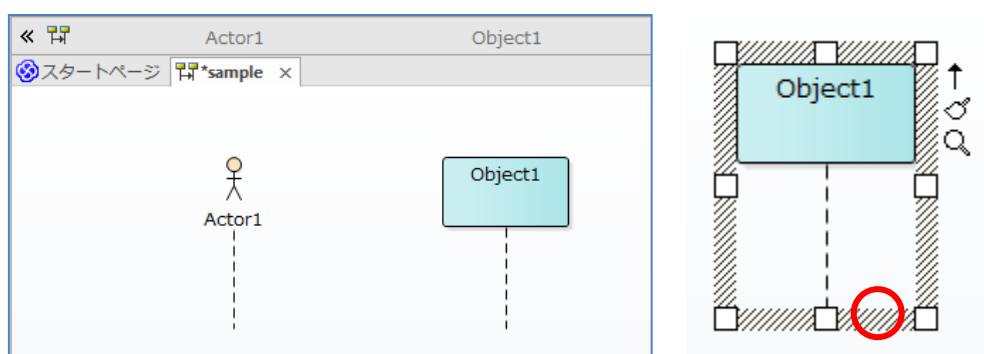 « Actor1 Object1
スタートページ *sample ×
Actor1
Object1
Object1